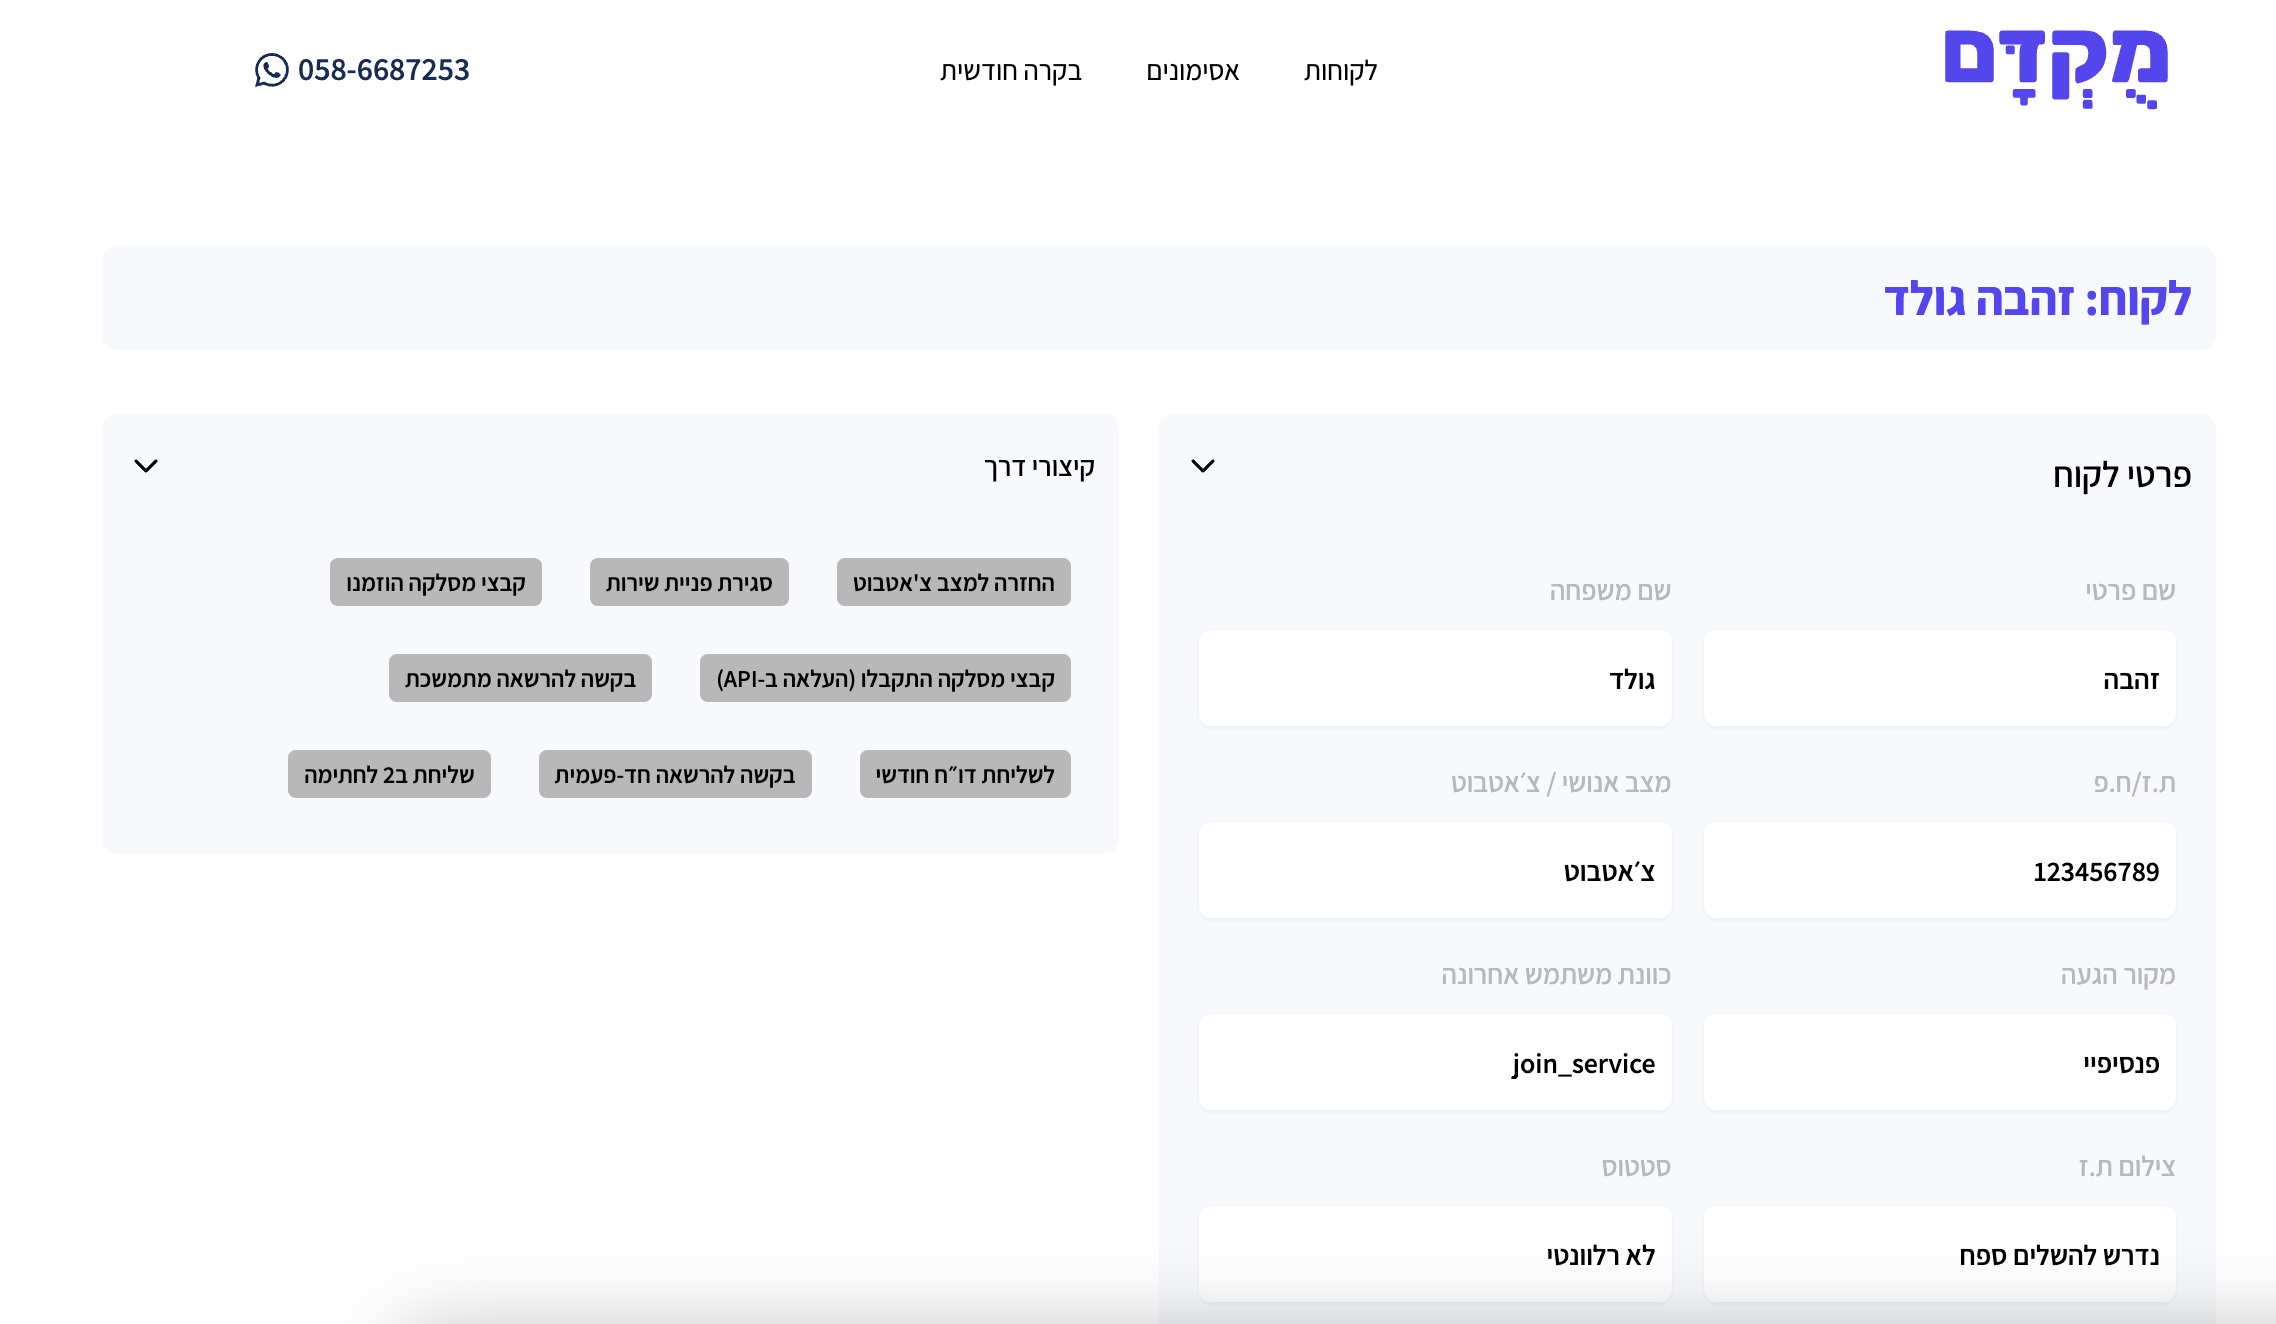 מֻקְדָּם
לקוחות אסימונים בקרה חודשית
058-6687253
לקוח: זהבה גולד
פרטי לקוח
שם פרטי שם משפחה
זהבה גולד
ת.ז/ח.פ מצב אנושי / צ׳אטבוט
123456789 צ׳אטבוט
מקור הגעה כוונת משתמש אחרונה
פנסיפיי join_service
צילום ת.ז סטטוס
נדרש להשלים ספח לא רלוונטי
קיצורי דרך
החזרה למצב צ'אטבוט סגירת פניית שירות קבצי מסלקה הוזמנו
קבצי מסלקה התקבלו (העלאה ב-API) בקשה להרשאה מתמשכת
לשליחת דו״ח חודשי בקשה להרשאה חד-פעמית שליחת ב2 לחתימה